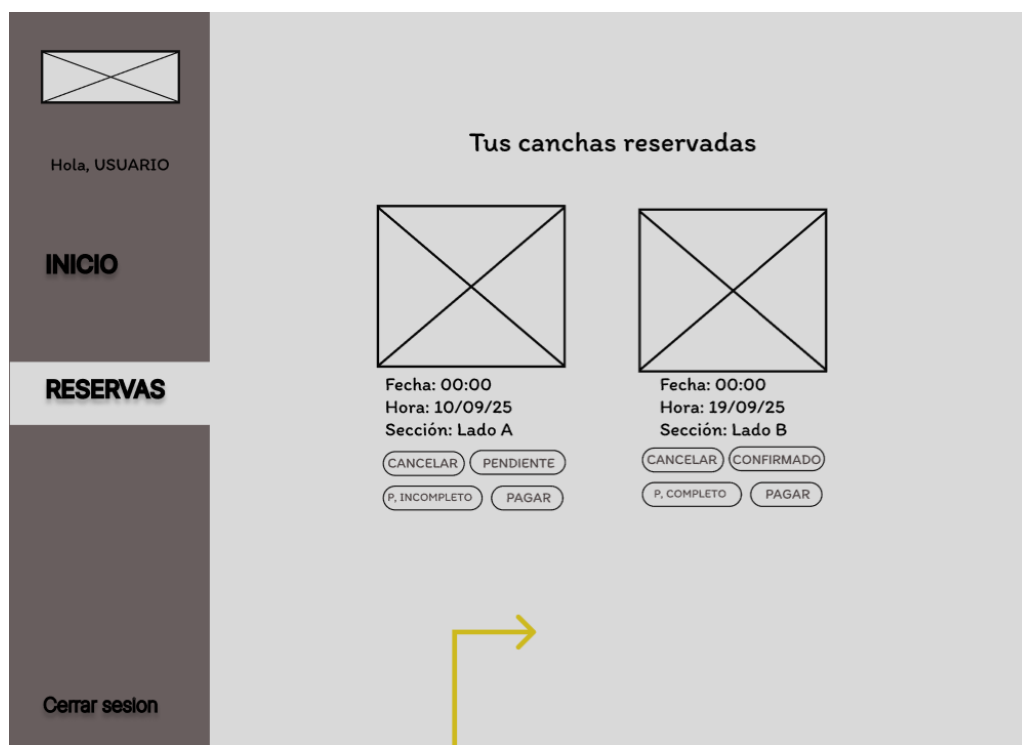 Hola, USUARIO
INICIO
RESERVAS
Cerrar sesion
Tus canchas reservadas
Fecha: 00:00
Hora: 10/09/25
Sección: Lado A
CANCELAR PENDIENTE
P, INCOMPLETO PAGAR
Fecha: 00:00
Hora: 19/09/25
Sección: Lado B
CANCELAR CONFIRMADO
P, COMPLETO PAGAR